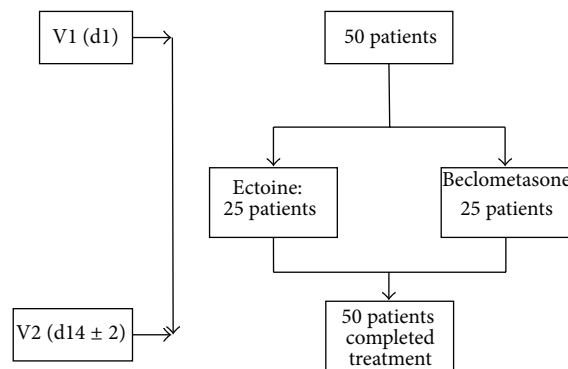 V1 (d1)
50 patients
Ectoine:
25 patients
Beclometasone
25 patients
V2 (d14 ± 2)
50 patients
completed
treatment